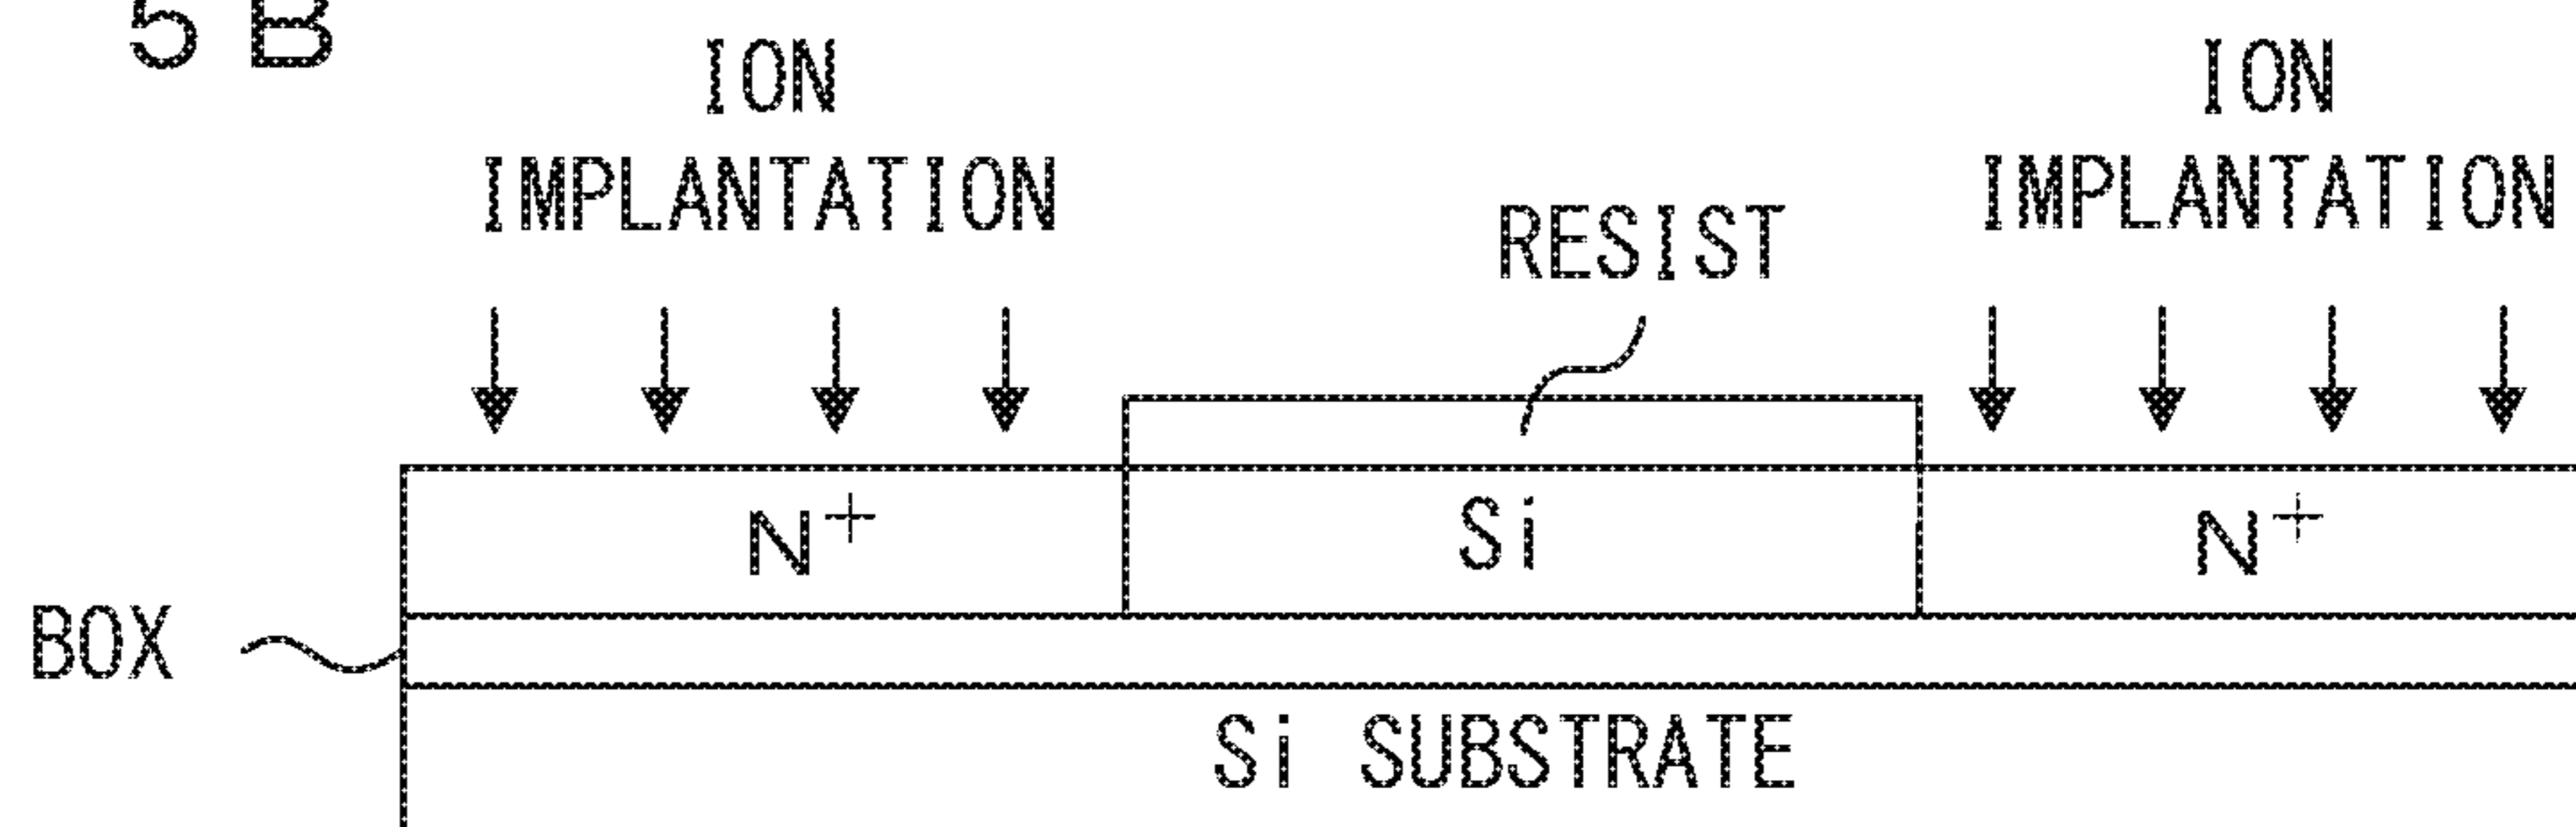 5B
ION
IMPLANTATION
ION
IMPLANTATION
RESIST
N+
Si
N+
BOX
Si SUBSTRATE